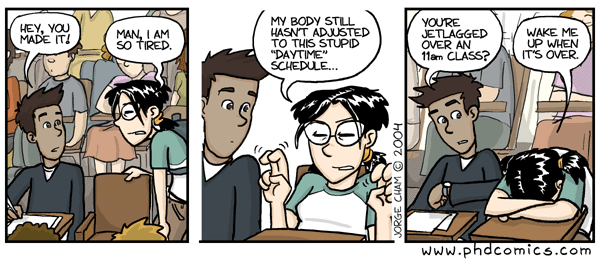 HEY, YOU
MADE IT!
MAN, I AM
SO TIRED.
MY BODY STILL
HASN'T ADJUSTED
TO THIS STUPID
"DAYTIME"
SCHEDULE...
JORGE CHAM © 2004
YOU'RE
JETLAGGED
OVER AN
11am CLASS?
WAKE ME
UP WHEN
IT'S OVER.
www.phdcomics.com